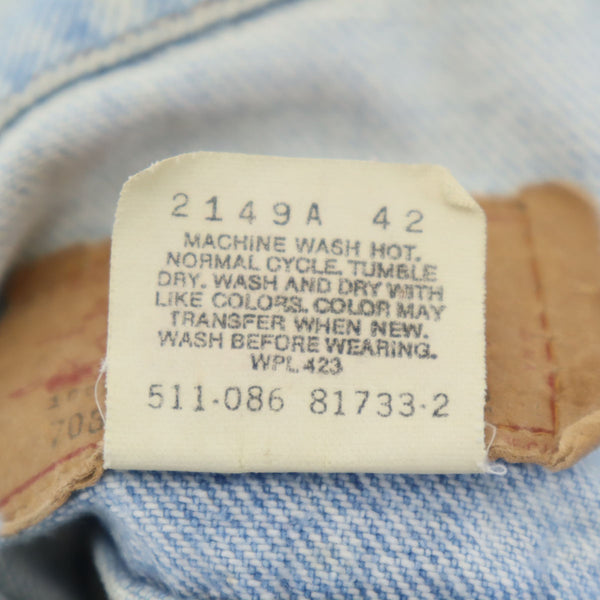 2149A 42
MACHINE WASH HOT.
NORMAL CYCLE. TUMBLE
DRY. WASH AND DRY WITH
LIKE COLORS. COLOR MAY
TRANSFER WHEN NEW.
WASH BEFORE WEARING.
WPL 423
511-086 81733-2